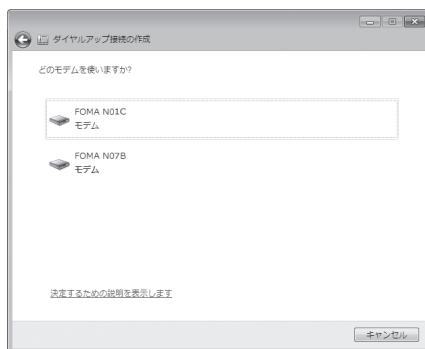 ダイヤルアップ接続の作成
どのモデムを使いますか?
FOMA N01C
モデム
FOMA N07B
モデム
決定するための説明を表示します
キャンセル